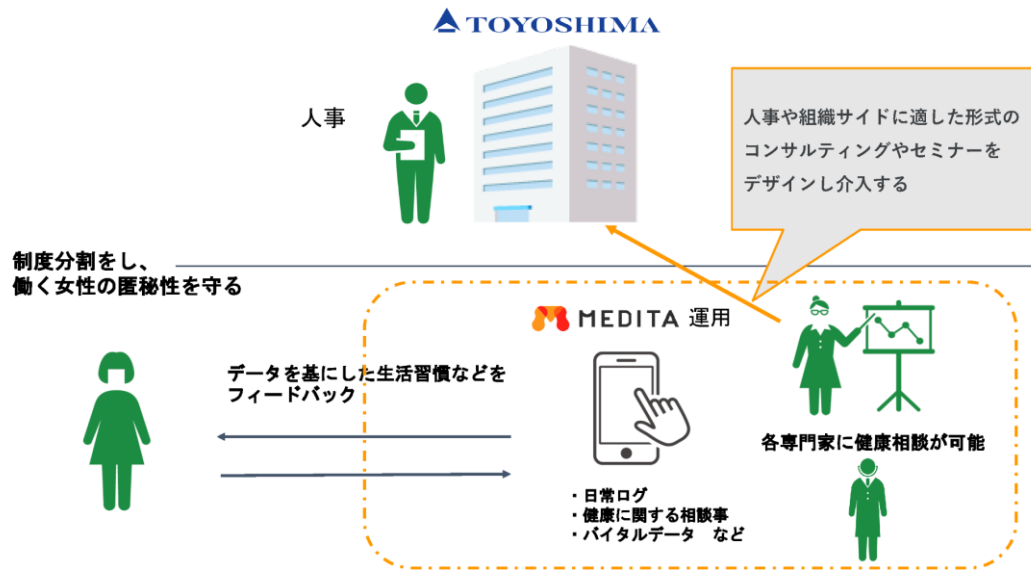 TOYOSHIMA
人事
人事や組織サイドに適した形式の
コンサルティングやセミナーを
デザインし介入する
制度分割をし、
働く女性の匿秘性を守る
MEDITA 運用
データを基にした生活習慣などを
フィードバック
各専門家に健康相談が可能
・日常ログ
・健康に関する相談事
・バイタルデータ など